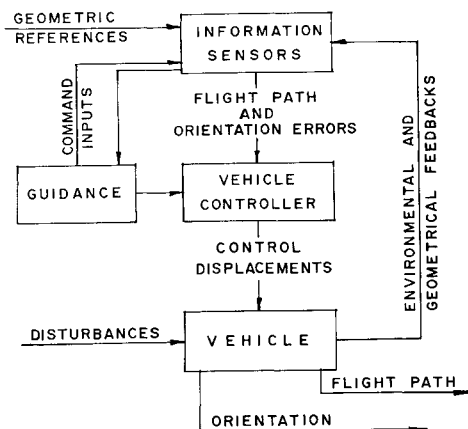 GEOMETRIC
REFERENCES
INFORMATION
SENSORS
COMMAND
INPUTS
FLIGHT PATH
AND
ORIENTATION ERRORS
GUIDANCE
VEHICLE
CONTROLLER
ENVIRONMENTAL AND
GEOMETRICAL FEEDBACKS
CONTROL
DISPLACEMENTS
DISTURBANCES
VEHICLE
FLIGHT PATH
ORIENTATION